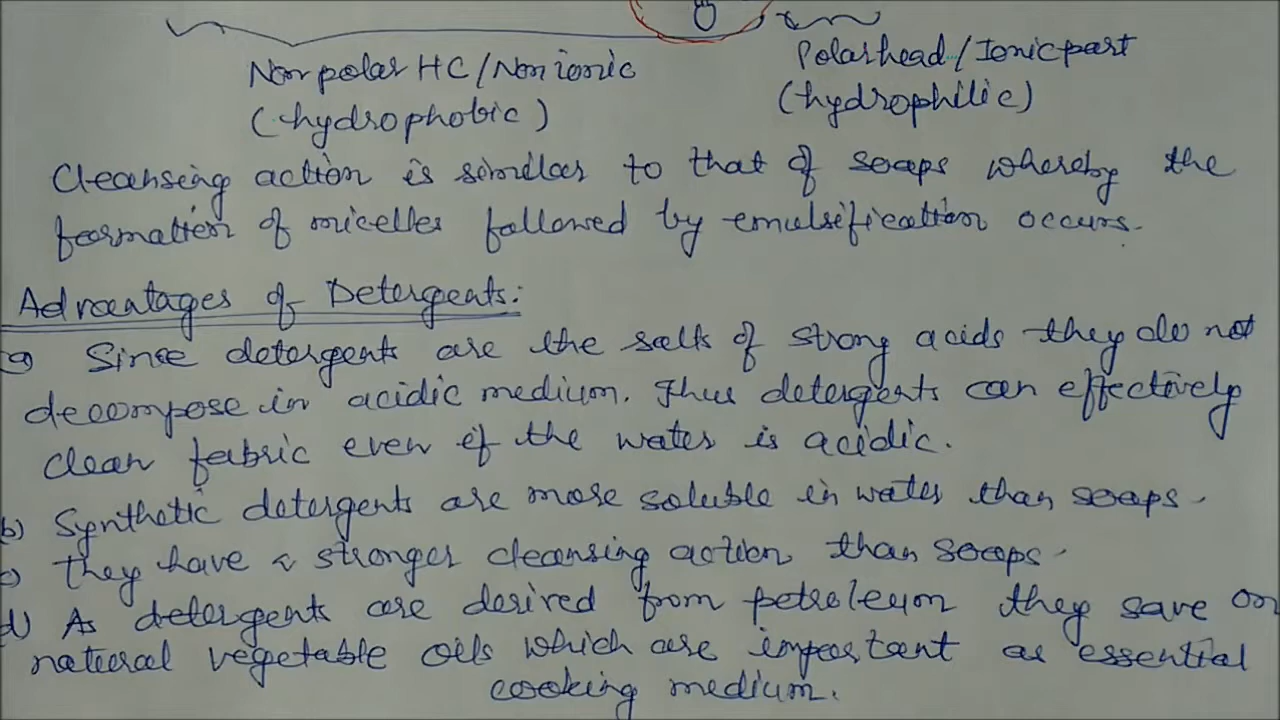 Non polar HC/Non ionic Polar head/Ionic part
(hydrophobic) (hydrophilic)
Cleansing action is similar to that of soaps whereby the
formation of micelles followed by emulsification occurs.
Advantages of Detergents:
a) Since detergents are the salts of strong acids they do not
decompose in acidic medium. Thus detergents can effectively
clean fabric even if the water is acidic.
b) Synthetic detergents are more soluble in water than soaps.
c) They have a stronger cleansing action than soaps.
d) As detergents are derived from petroleum they save on
natural vegetable oils which are important as essential
cooking medium.